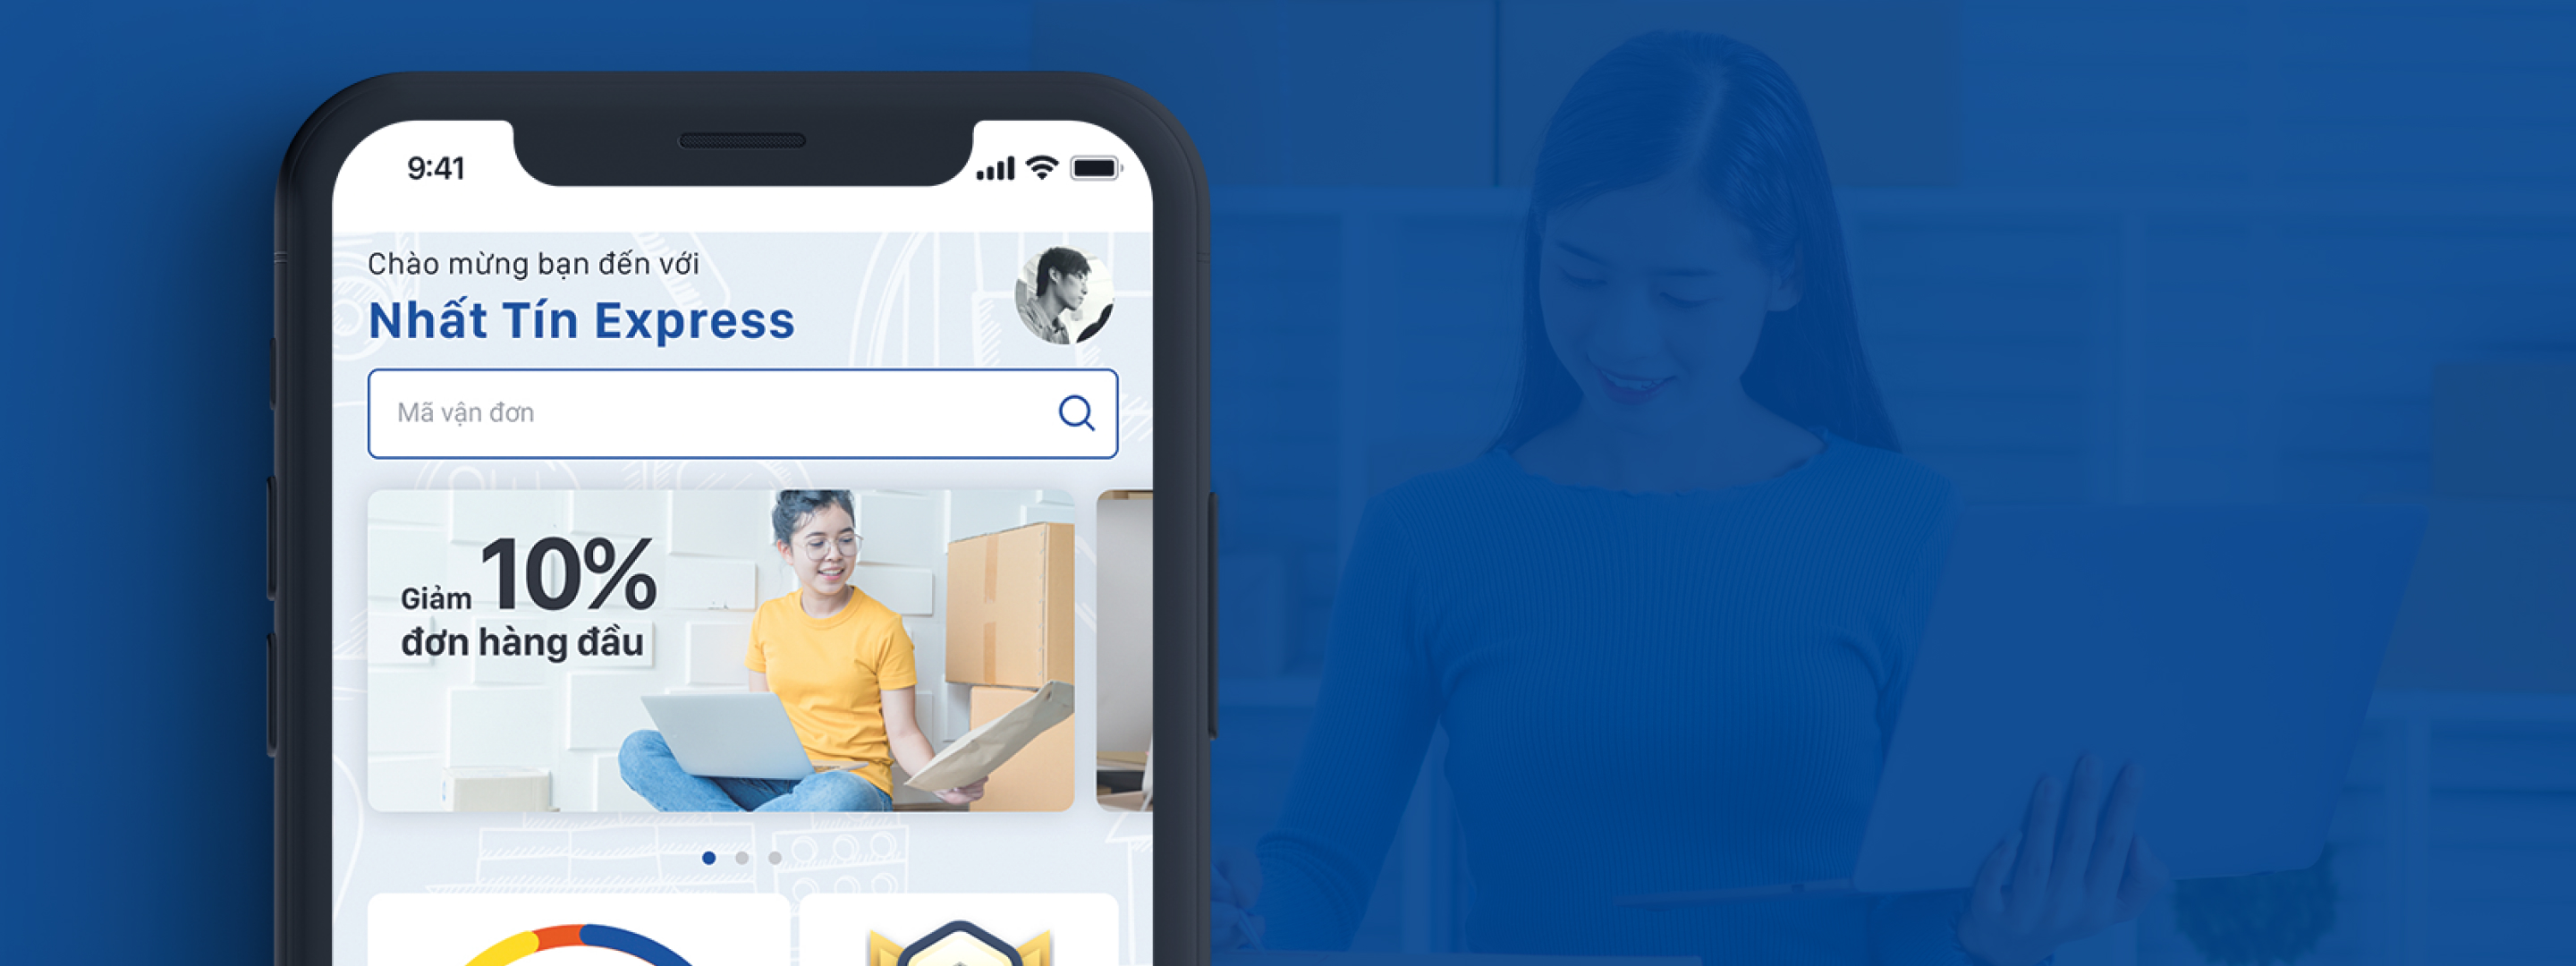 9:41
Chào mừng bạn đến với
Nhất Tín Express
Mã vận đơn
Giảm 10%
đơn hàng đầu